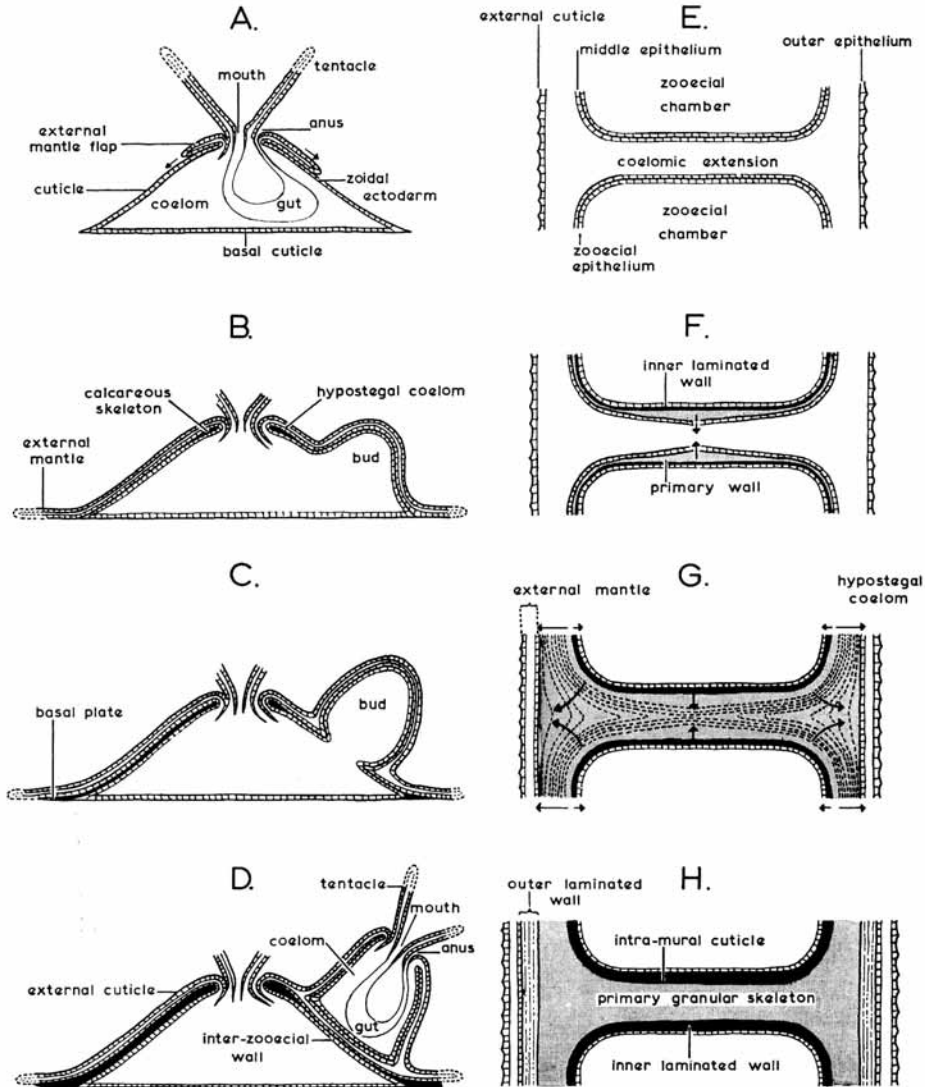 A.
mouth
tentacle
external
mantle flap
anus
cuticle
zoidal
ectoderm
coelom
gut
basal cuticle
B.
calcareous
skeleton
hypostegal coelom
external
mantle
bud
C.
basal plate
bud
D.
tentacle
mouth
coelom
anus
external cuticle
gut
inter-zooecial
wall
E.
external cuticle
middle epithelium
outer epithelium
zooecial
chamber
coelomic extension
zooecial
chamber
zooecial
epithelium
F.
inner laminated
wall
primary wall
G.
external mantle
hypostegal
coelom
H.
outer laminated
wall
intra-mural cuticle
primary granular skeleton
inner laminated wall